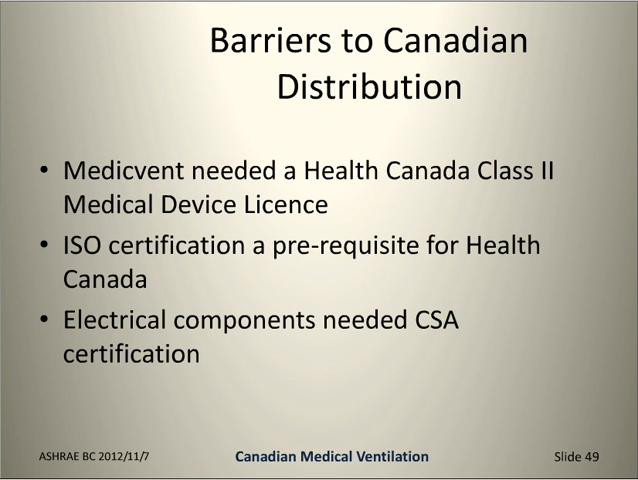 Barriers to Canadian
Distribution
• Medicvent needed a Health Canada Class II
Medical Device Licence
• ISO certification a pre-requisite for Health
Canada
• Electrical components needed CSA
certification
ASHRAE BC 2012/11/7 Canadian Medical Ventilation Slide 49